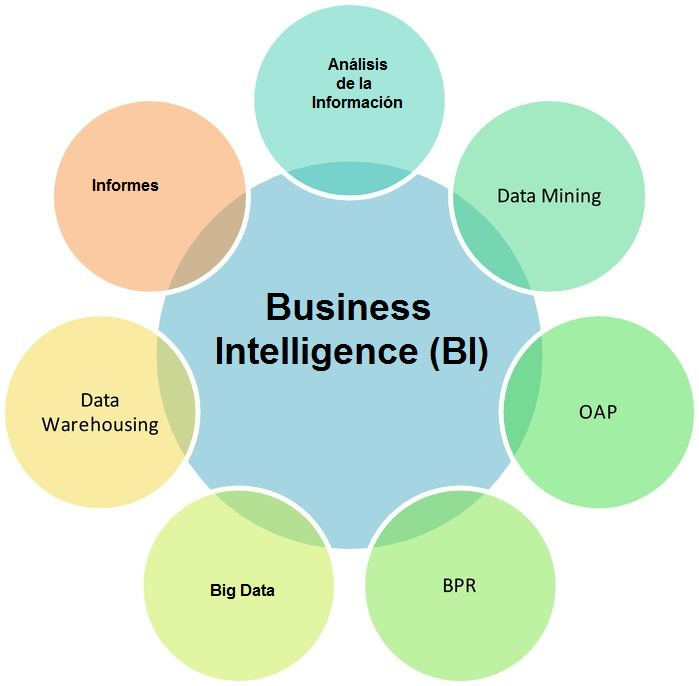 Análisis
de la
Información
Data Mining
OAP
BPR
Big Data
Data
Warehousing
Informes
Business
Intelligence (BI)